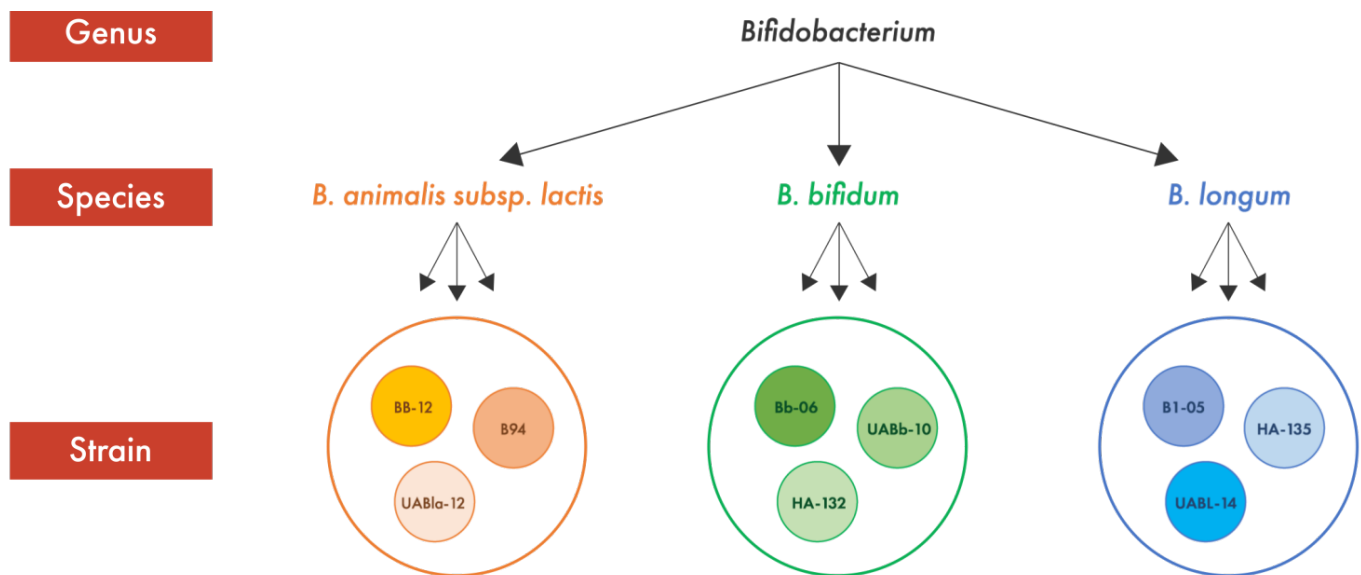 Genus
Bifidobacterium
Species
B. animalis subsp. lactis
B. bifidum
B. longum
Strain
BB-12
B94
UABla-12
Bb-06
UABb-10
HA-132
B1-05
HA-135
UABL-14